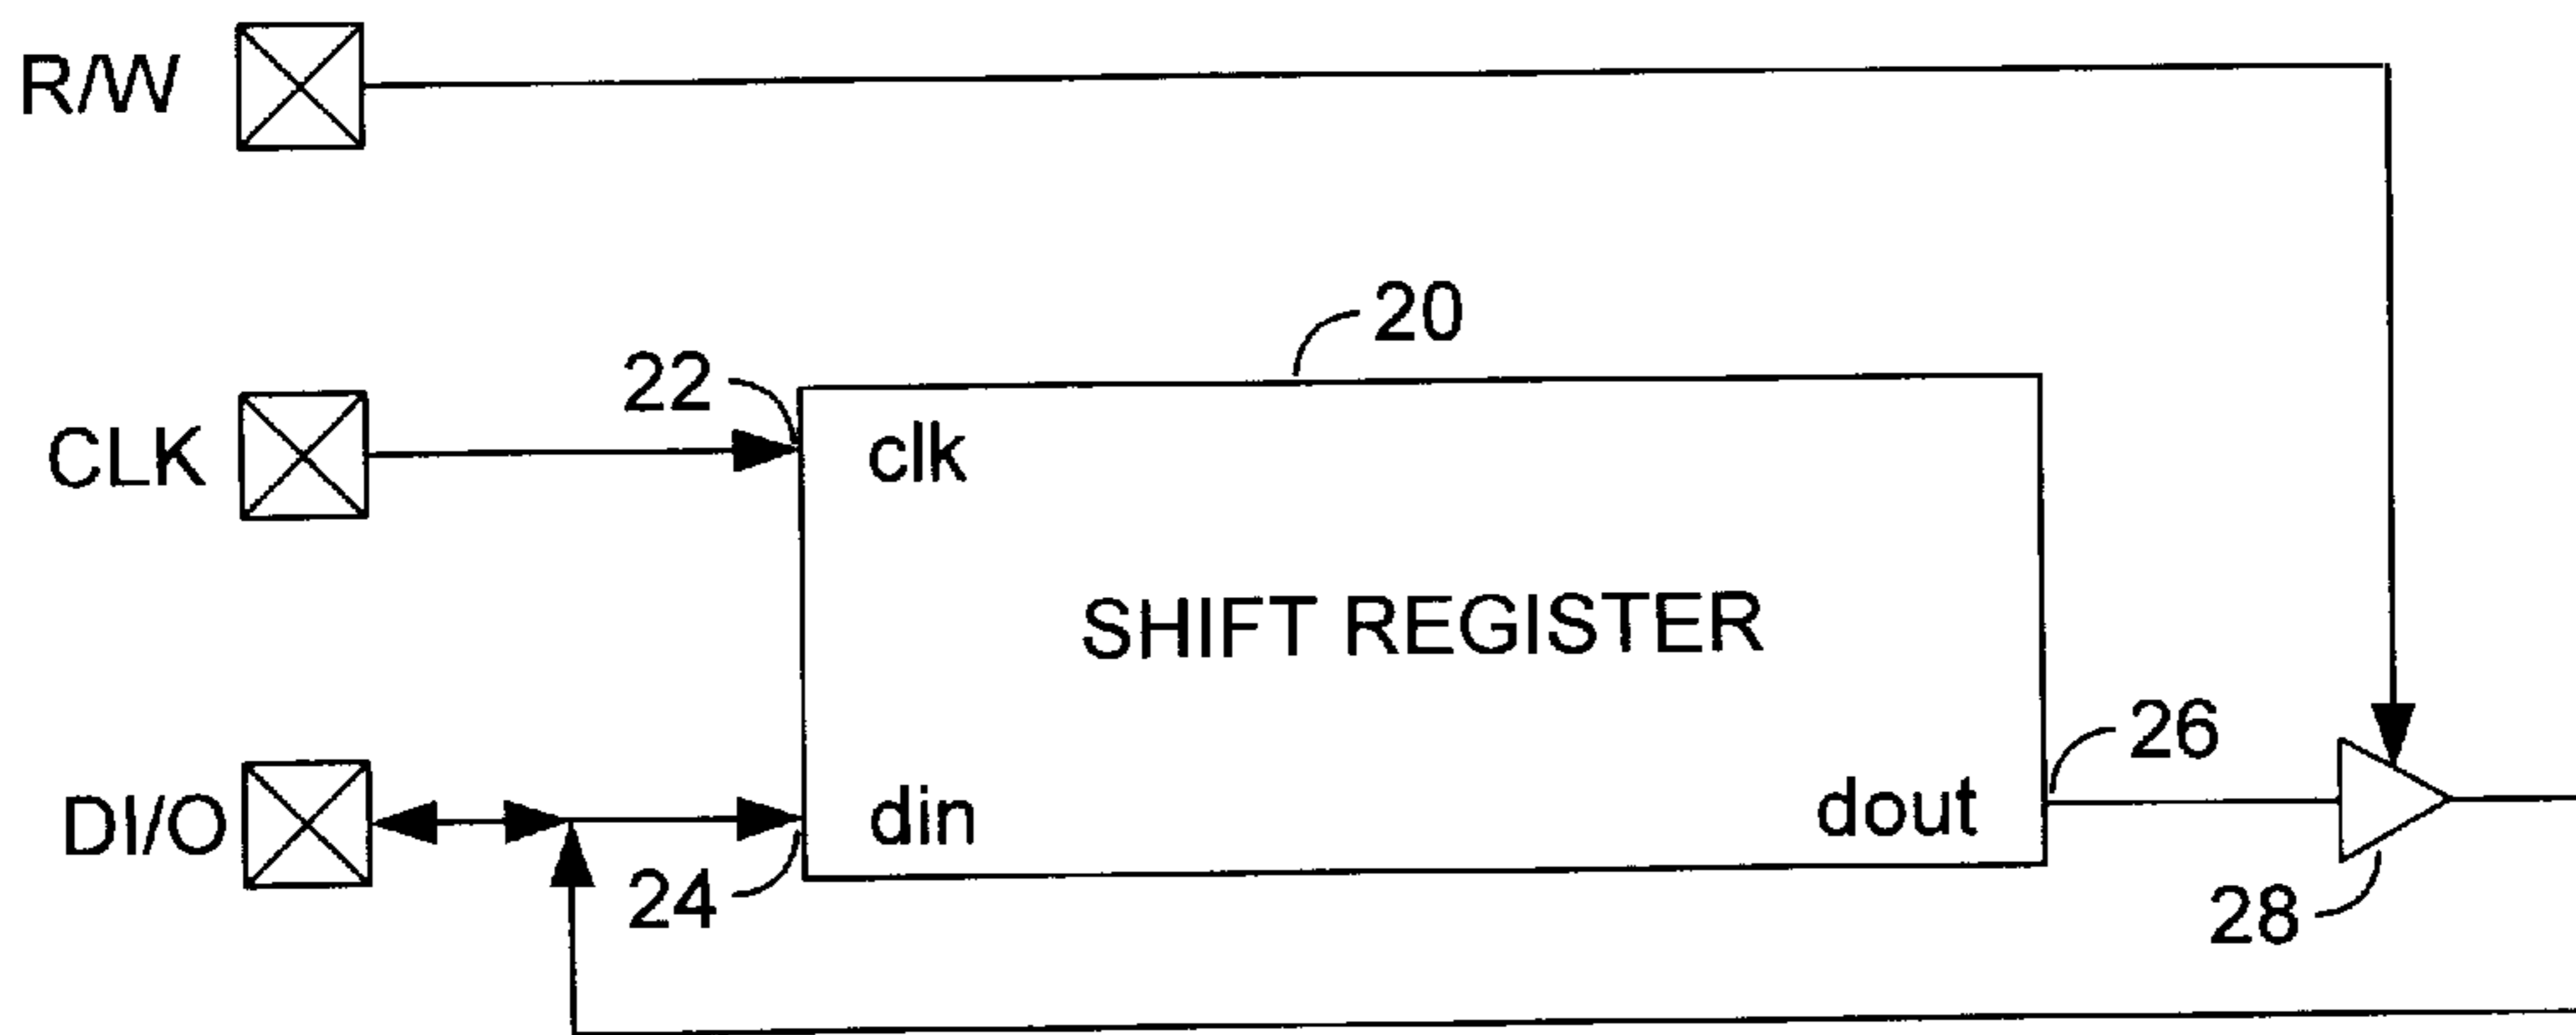 R/W
20
22
CLK
clk
SHIFT REGISTER
26
DI/O
din
dout
24
28